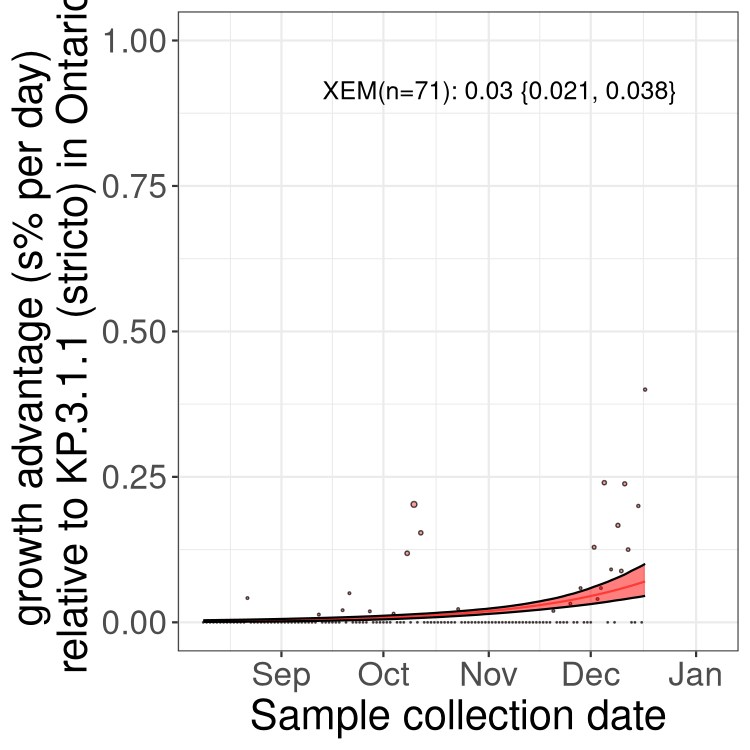 growth advantage (s% per day)
relative to KP.3.1.1 (stricto) in Ontario
1.00
XEM(n=71): 0.03 {0.021, 0.038}
0.75
0.50
0.25
0.00
Sep Oct Nov Dec Jan
Sample collection date